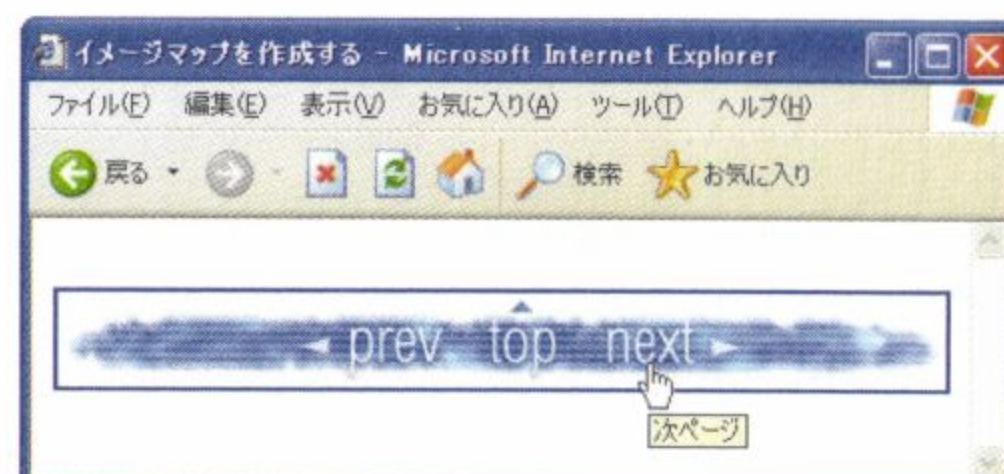 イメージマップを作成する - Microsoft Internet Explorer
ファイル(F) 編集(E) 表示(V) お気に入り(A) ツール(T) ヘルプ(H)
戻る 検索 お気に入り
prev top next
次ページ